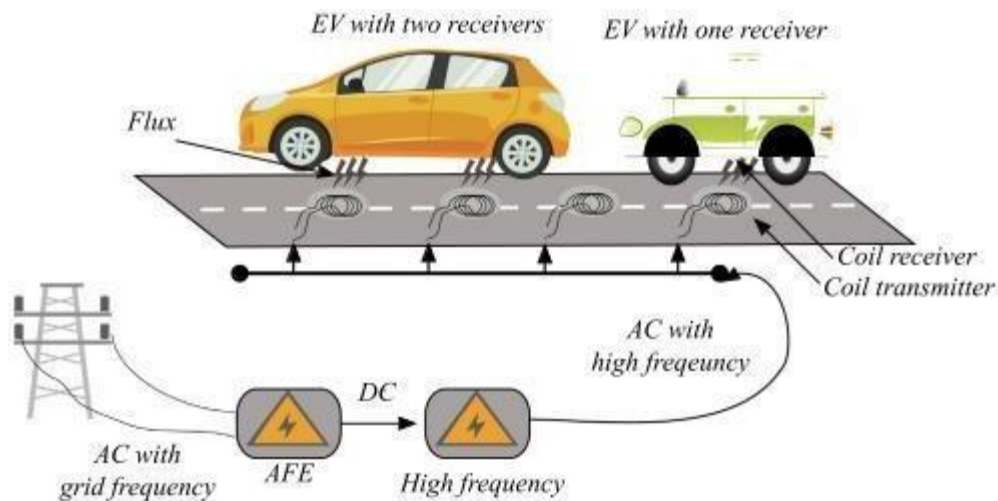 EV with two receivers
EV with one receiver
Flux
Coil receiver
Coil transmitter
AC with
high freqeuncy
DC
AC with
grid frequency
AFE
High frequency